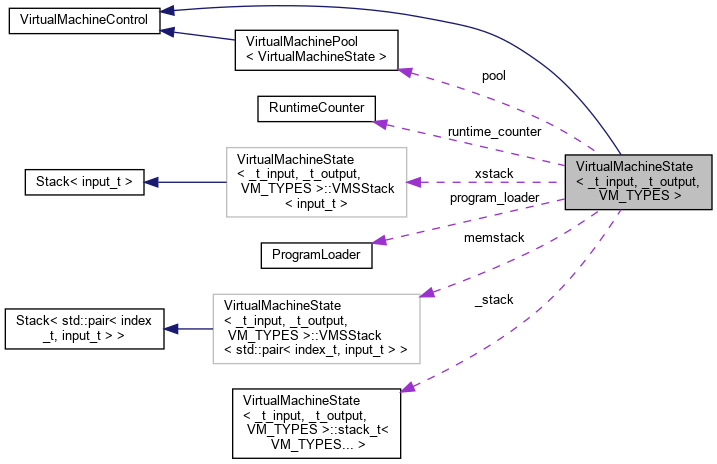 VirtualMachineControl
VirtualMachinePool
< VirtualMachineState >
pool
RuntimeCounter
runtime_counter
VirtualMachineState
< _t_input, _t_output,
VM_TYPES >::VMSStack
< input_t >
Stack< input_t >
xstack
VirtualMachineState
< _t_input, _t_output,
VM_TYPES >
program_loader
ProgramLoader
memstack
VirtualMachineState
< _t_input, _t_output,
VM_TYPES >::VMSStack
< std::pair< index_t, input_t > >
Stack< std::pair< index
_t, input_t > >
_stack
VirtualMachineState
< _t_input, _t_output,
VM_TYPES >::stack_t<
VM_TYPES... >